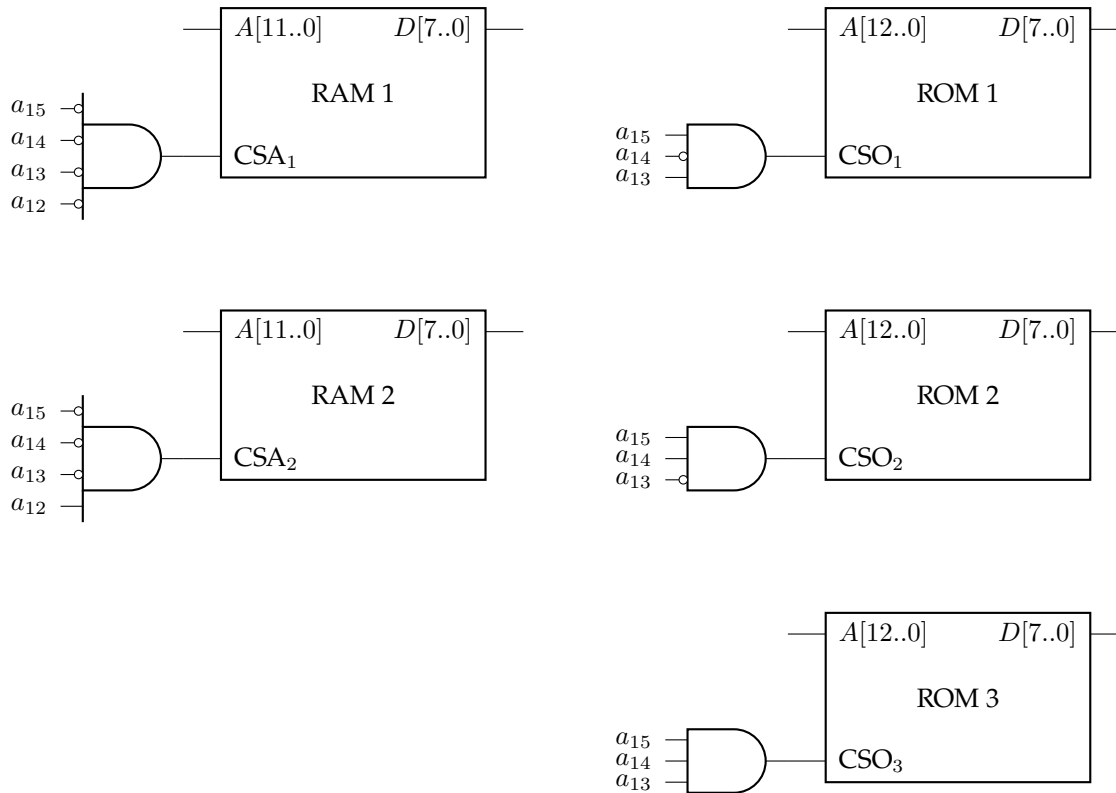 A[11..0] D[7..0]
RAM 1
a15
a14
a13
a12
CSA1
A[12..0] D[7..0]
ROM 1
a15
a14
a13
CSO1
A[11..0] D[7..0]
RAM 2
a15
a14
a13
a12
CSA2
A[12..0] D[7..0]
ROM 2
a15
a14
a13
CSO2
A[12..0] D[7..0]
ROM 3
a15
a14
a13
CSO3